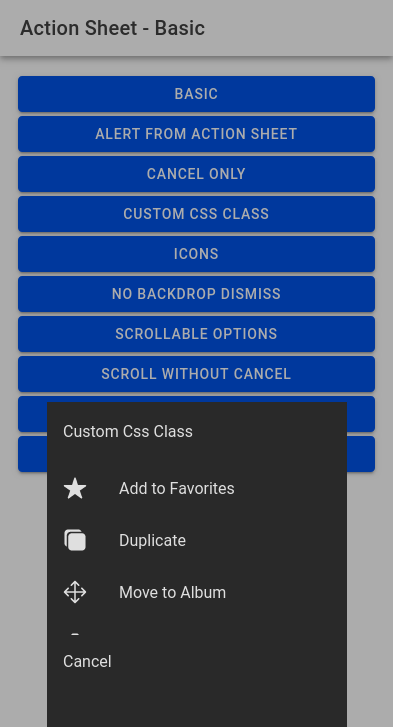 Action Sheet - Basic
BASIC
ALERT FROM ACTION SHEET
CANCEL ONLY
CUSTOM CSS CLASS
ICONS
NO BACKDROP DISMISS
SCROLLABLE OPTIONS
SCROLL WITHOUT CANCEL
Custom Css Class
Add to Favorites
Duplicate
Move to Album
Cancel